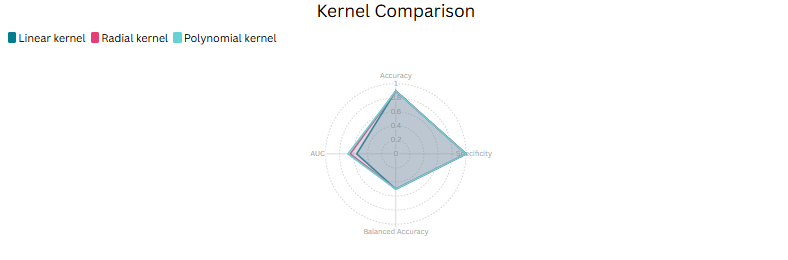 Kernel Comparison
Linear kernel Radial kernel Polynomial kernel
Accuracy
1
0.8
0.6
0.4
0.2
AUC 0 Specificity
Balanced Accuracy